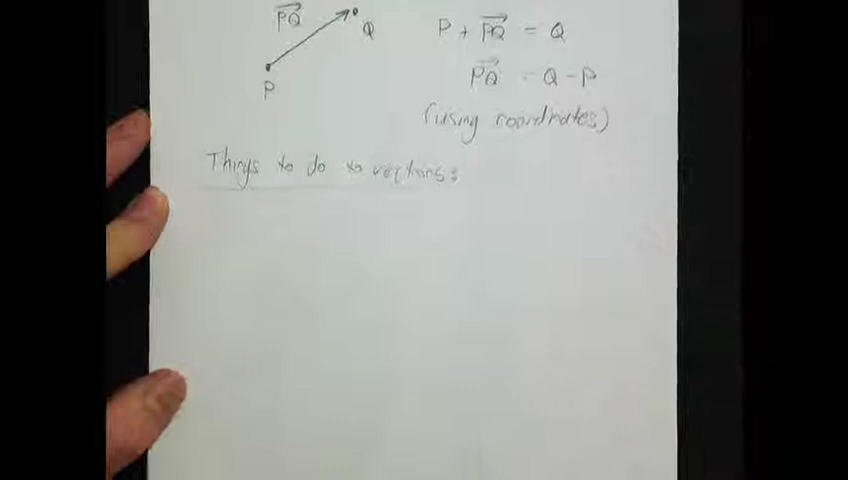 PQ
Q
P
P + PQ = Q
PQ = Q - P
(using coordinates)
Things to do to vectors: